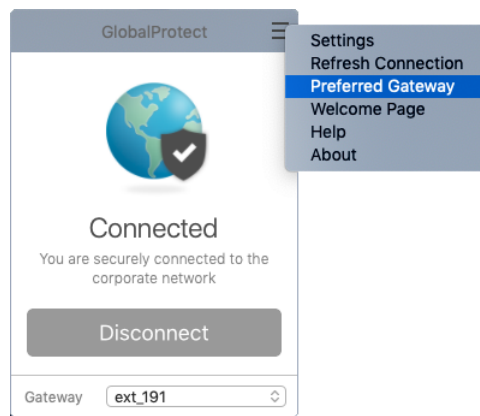 GlobalProtect
Settings
Refresh Connection
Preferred Gateway
Welcome Page
Help
About
Connected
You are securely connected to the
corporate network
Disconnect
Gateway ext_191